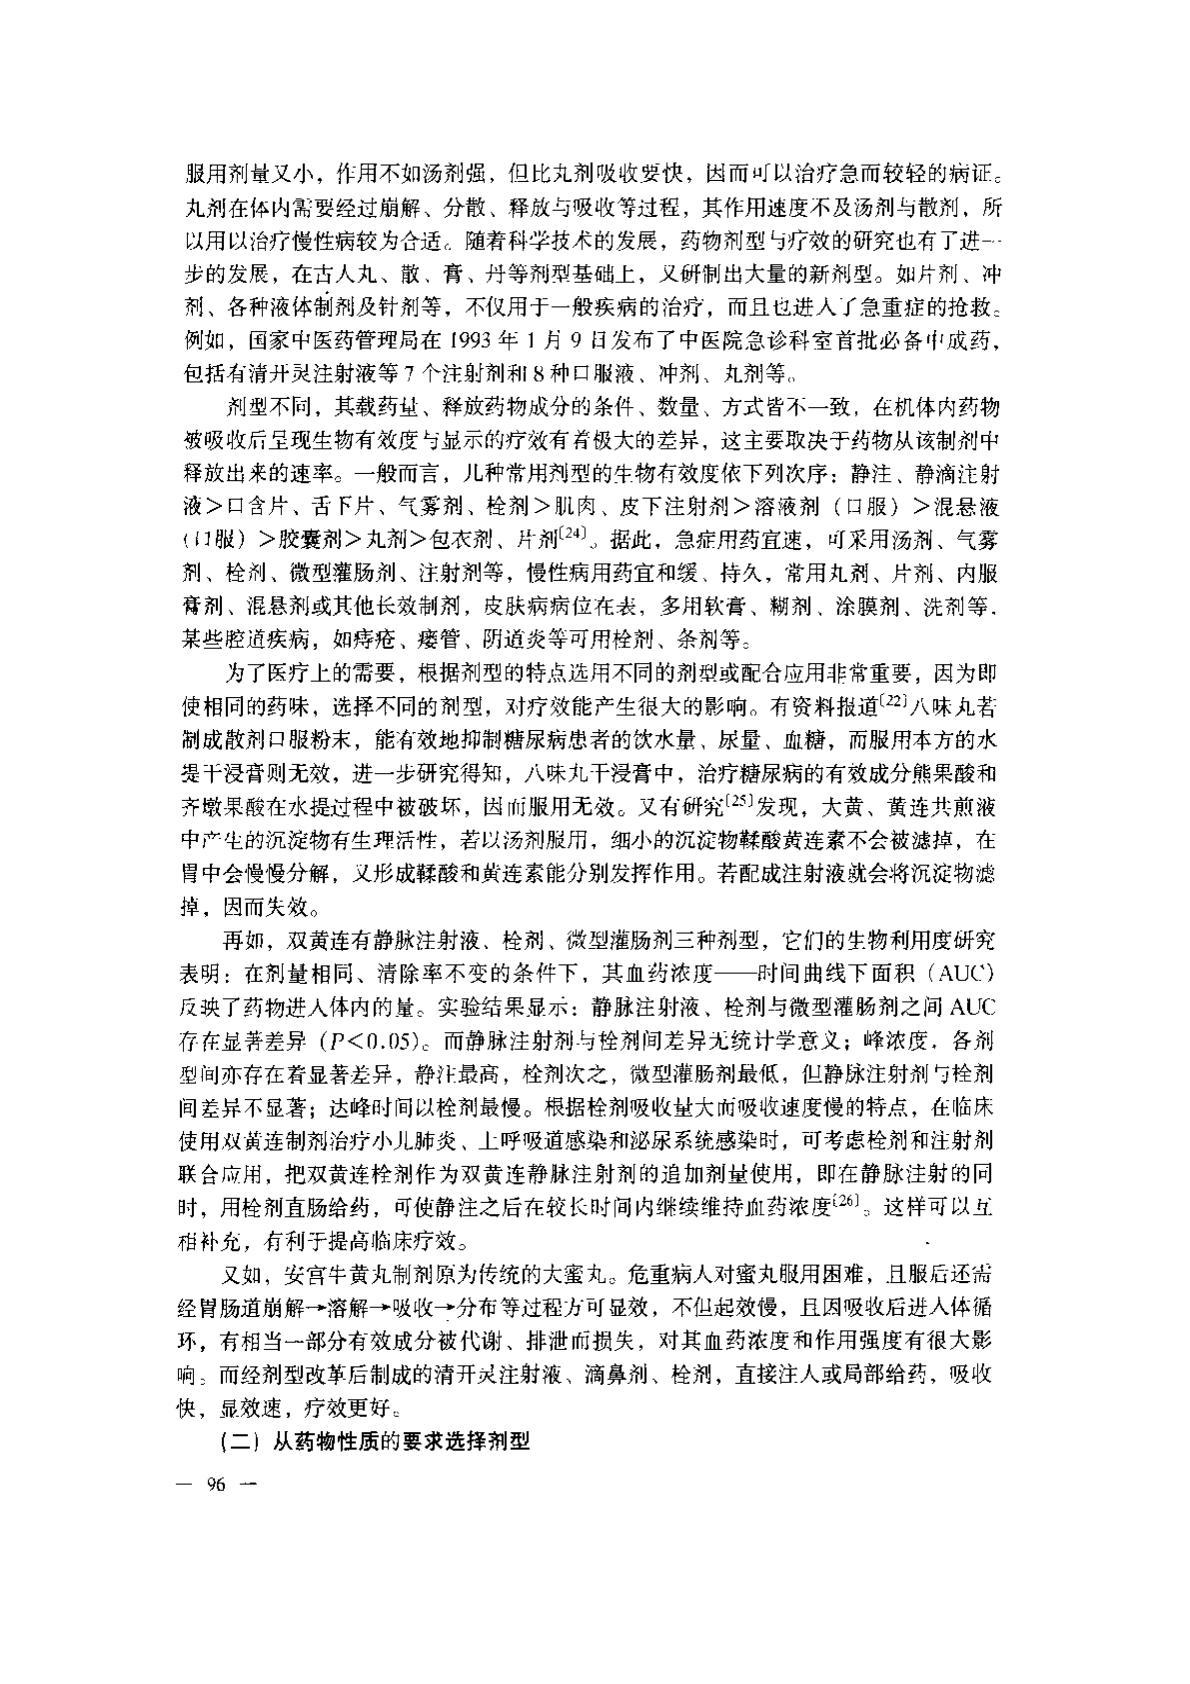 服用剂量又小，作用不如汤剂强，但比丸剂吸收要快，因而可以治疗急而较轻的病证。
丸剂在体内需要经过崩解、分散、释放与吸收等过程，其作用速度不及汤剂与散剂，所
以用以治疗慢性病较为合适。随着科学技术的发展，药物剂型与疗效的研究也有了进一
步的发展，在古人丸、散、膏、丹等剂型基础上，又研制出大量的新剂型。如片剂、冲
剂、各种液体制剂及针剂等，不仅用于一般疾病的治疗，而且也进入了急重症的抢救。
例如，国家中医药管理局在 1993 年 1 月 9 日发布了中医院急诊科室首批必备中成药，
包括有清开灵注射液等 7 个注射剂和 8 种口服液、冲剂、丸剂等。
剂型不同，其载药量、释放药物成分的条件、数量、方式皆不一致，在机体内药物
被吸收后呈现生物有效度与显示的疗效有着极大的差异，这主要取决于药物从该制剂中
释放出来的速率。一般而言，几种常用剂型的生物有效度依下列次序：静注、静滴注射
液＞口含片、舌下片、气雾剂、栓剂＞肌肉、皮下注射剂＞溶液剂（口服）＞混悬液
（口服）＞胶囊剂＞丸剂＞包衣剂、片剂〔24〕。据此，急症用药宜速，可采用汤剂、气雾
剂、栓剂、微型灌肠剂、注射剂等，慢性病用药宜和缓、持久，常用丸剂、片剂、内服
膏剂、混悬剂或其他长效制剂，皮肤病病位在表，多用软膏、糊剂、涂膜剂、洗剂等，
某些腔道疾病，如痔疮、瘘管、阴道炎等可用栓剂、条剂等。
为了医疗上的需要，根据剂型的特点选用不同的剂型或配合应用非常重要，因为即
使相同的药味，选择不同的剂型，对疗效能产生很大的影响。有资料报道〔22〕八味丸若
制成散剂口服粉末，能有效地抑制糖尿病患者的饮水量、尿量、血糖，而服用本方的水
提干浸膏则无效，进一步研究得知，八味丸干浸膏中，治疗糖尿病的有效成分熊果酸和
齐墩果酸在水提过程中被破坏，因而服用无效。又有研究〔25〕发现，大黄、黄连共煎液
中产生的沉淀物有生理活性，若以汤剂服用，细小的沉淀物鞣酸黄连素不会被滤掉，在
胃中会慢慢分解，又形成鞣酸和黄连素能分别发挥作用。若配成注射液就会将沉淀物滤
掉，因而失效。
再如，双黄连有静脉注射液、栓剂、微型灌肠剂三种剂型，它们的生物利用度研究
表明：在剂量相同、清除率不变的条件下，其血药浓度——时间曲线下面积（AUC）
反映了药物进入体内的量。实验结果显示：静脉注射液、栓剂与微型灌肠剂之间 AUC
存在显著差异（P＜0.05）。而静脉注射剂与栓剂间差异无统计学意义；峰浓度，各剂
型间亦存在着显著差异，静注最高，栓剂次之，微型灌肠剂最低，但静脉注射剂与栓剂
间差异不显著；达峰时间以栓剂最慢。根据栓剂吸收量大而吸收速度慢的特点，在临床
使用双黄连制剂治疗小儿肺炎、上呼吸道感染和泌尿系统感染时，可考虑栓剂和注射剂
联合应用，把双黄连栓剂作为双黄连静脉注射剂的追加剂量使用，即在静脉注射的同
时，用栓剂直肠给药，可使静注之后在较长时间内继续维持血药浓度〔26〕。这样可以互
相补充，有利于提高临床疗效。
又如，安宫牛黄丸制剂原为传统的大蜜丸。危重病人对蜜丸服用困难，且服后还需
经胃肠道崩解→溶解→吸收→分布等过程方可显效，不但起效慢，且因吸收后进入体循
环，有相当一部分有效成分被代谢、排泄而损失，对其血药浓度和作用强度有很大影
响。而经剂型改革后制成的清开灵注射液、滴鼻剂、栓剂，直接注入或局部给药，吸收
快，显效速，疗效更好。
（二）从药物性质的要求选择剂型
— 96 —